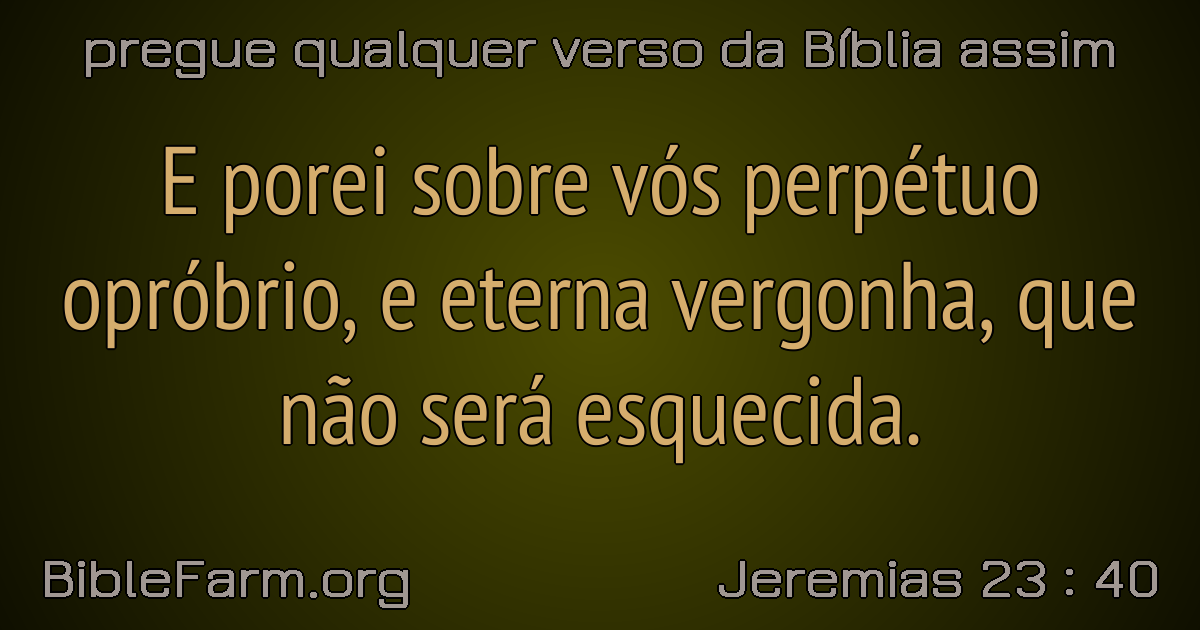 pregue qualquer verso da Bíblia assim
E porei sobre vós perpétuo
opróbrio, e eterna vergonha, que
não será esquecida.
BibleFarm.org
Jeremias 23 : 40